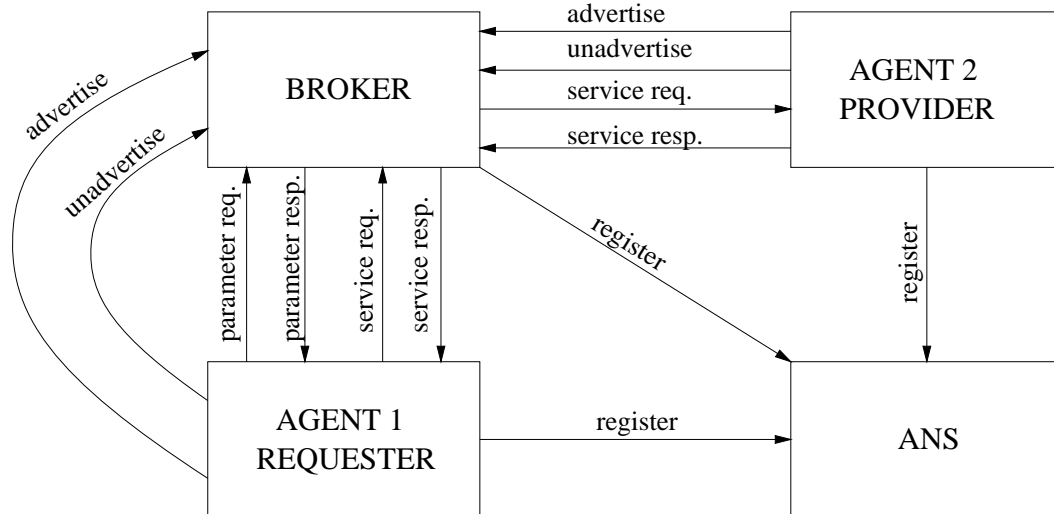 advertise
unadvertise
service req.
service resp.
BROKER
AGENT 2
PROVIDER
advertise
unadvertise
parameter req.
parameter resp.
service req.
service resp.
register
register
AGENT 1
REQUESTER
register
ANS